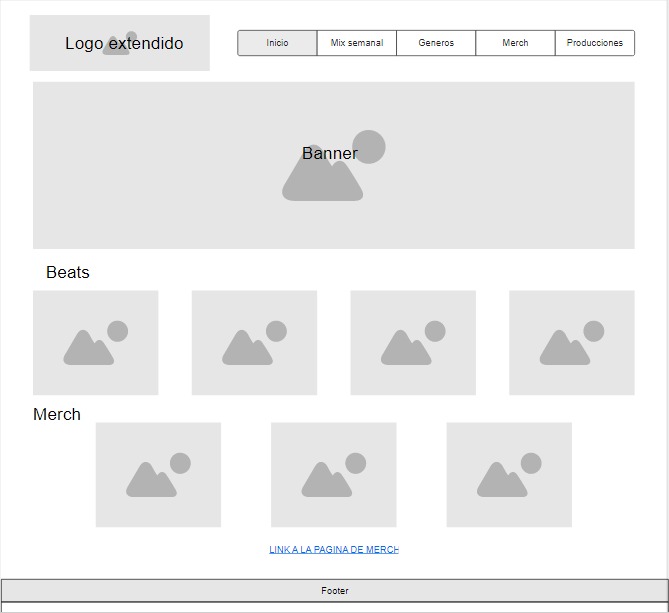 Logo extendido
Inicio
Mix semanal
Generos
Merch
Producciones
Banner
Beats
Merch
LINK A LA PAGINA DE MERCH
Footer